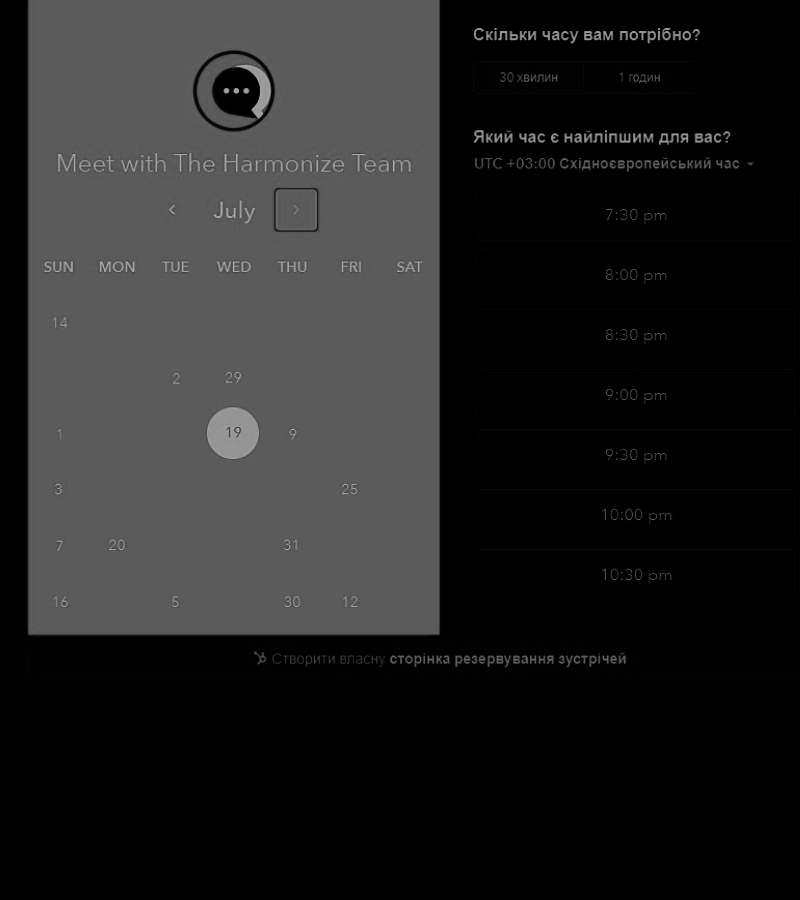 Meet with The Harmonize Team
July
SUN MON TUE WED THU FRI SAT
14
2 29
1 19 9
3 25
7 20 31
16 5 30 12
Скільки часу вам потрібно?
30 хвилин 1 годин
Який час є найліпшим для вас?
UTC +03:00 Східноєвропейський час
7:30 pm
8:00 pm
8:30 pm
9:00 pm
9:30 pm
10:00 pm
10:30 pm
Створити власну сторінка резервування зустрічей